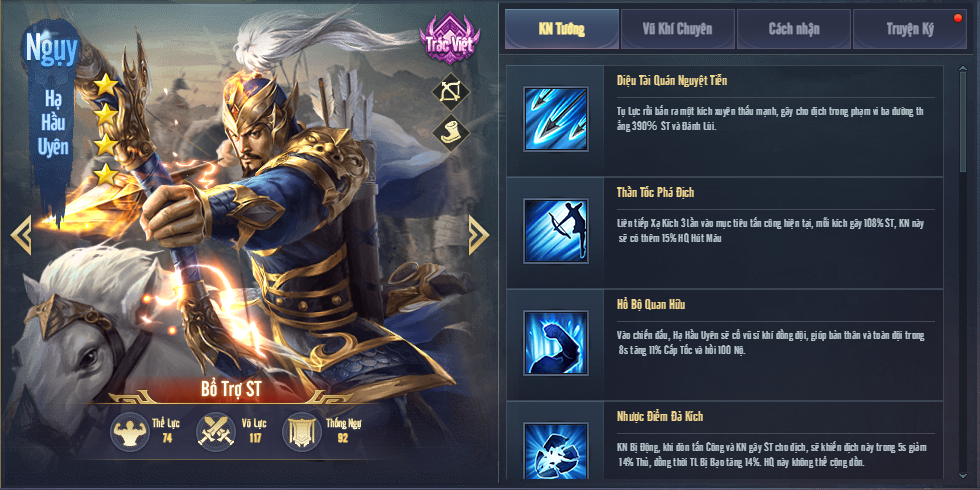 Ngụy
Hạ
Hầu
Uyên
Trác Việt
Bổ Trợ ST
Thể Lực
74
Võ Lực
117
Thống Ngự
92
KN Tướng
Vũ Khí Chuyên
Cách nhận
Truyện Ký
Diệu Tài Quán Nguyệt Tiễn
Tụ Lực rồi bắn ra một kích xuyên thấu mạnh, gây cho địch trong phạm vi ba đường th
ẳng 390% ST và Đánh Lùi.
Thần Tốc Phá Địch
Liên tiếp Xạ Kích 3 lần vào mục tiêu tấn công hiện tại, mỗi kích gây 108% ST, KN này
sẽ có thêm 15% HQ Hút Máu
Hổ Bộ Quan Hữu
Vào chiến đấu, Hạ Hầu Uyên sẽ cổ vũ sĩ khí đồng đội, giúp bản thân và toàn đội trong
8s tăng 11% Cấp Tốc và hồi 100 Nộ.
Nhược Điểm Đả Kích
KN Bị Động, khi đòn Tấn Công và KN gây ST cho địch, sẽ khiến địch này trong 5s giảm
14% Thủ, đồng thời TL Bị Bạo tăng 14%. HQ này không thể cộng dồn.